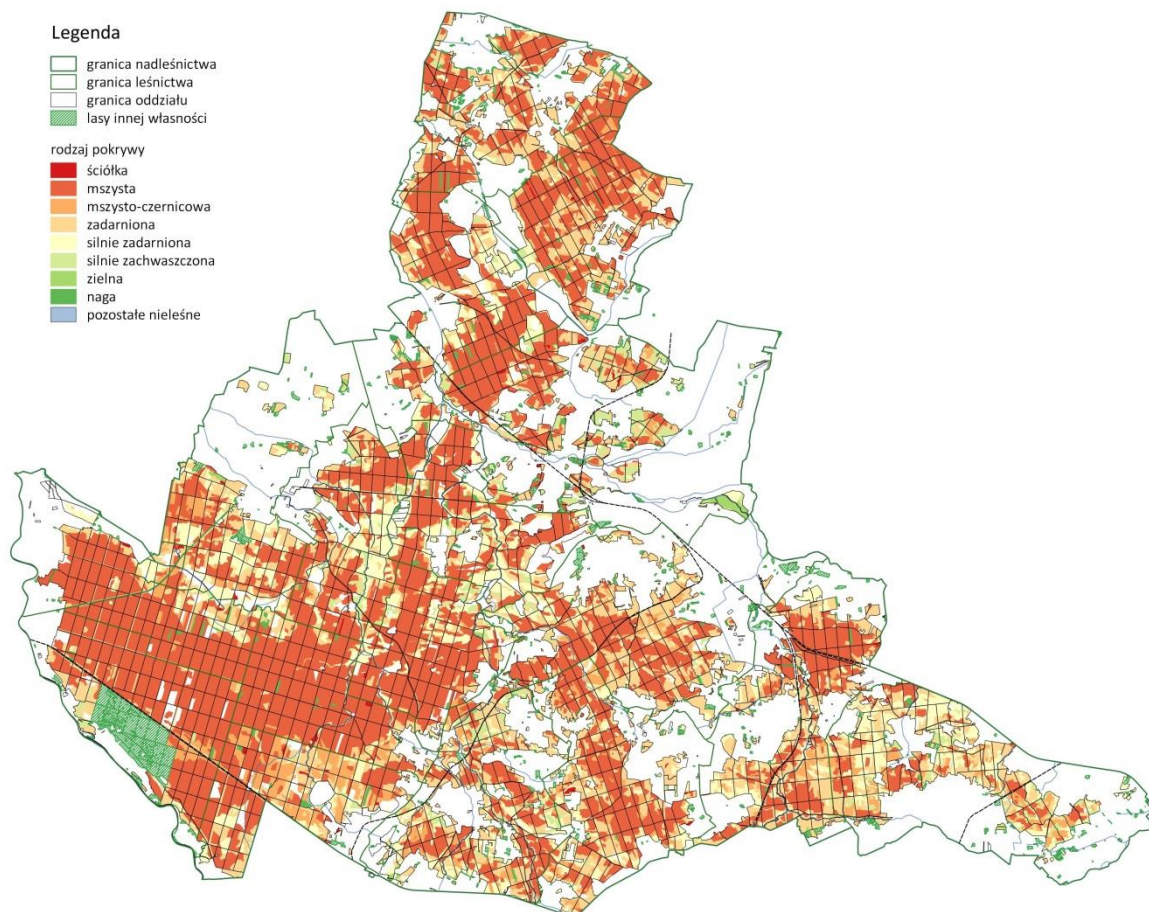 Legenda
granica nadleśnictwa
granica leśnictwa
granica oddziału
lasy innej własności
rodzaj pokrywy
ściółka
mszysta
mszysto-czernicowa
zadarniona
silnie zadarniona
silnie zachwaszczona
zielna
naga
pozostałe nieleśne